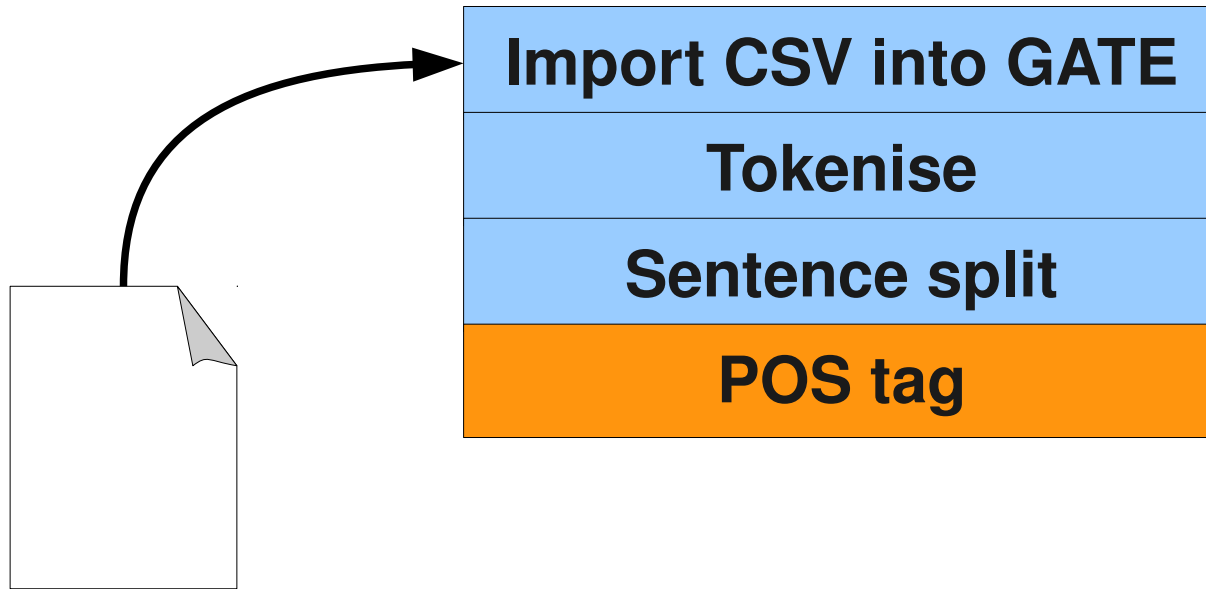 Import CSV into GATE
Tokenise
Sentence split
POS tag